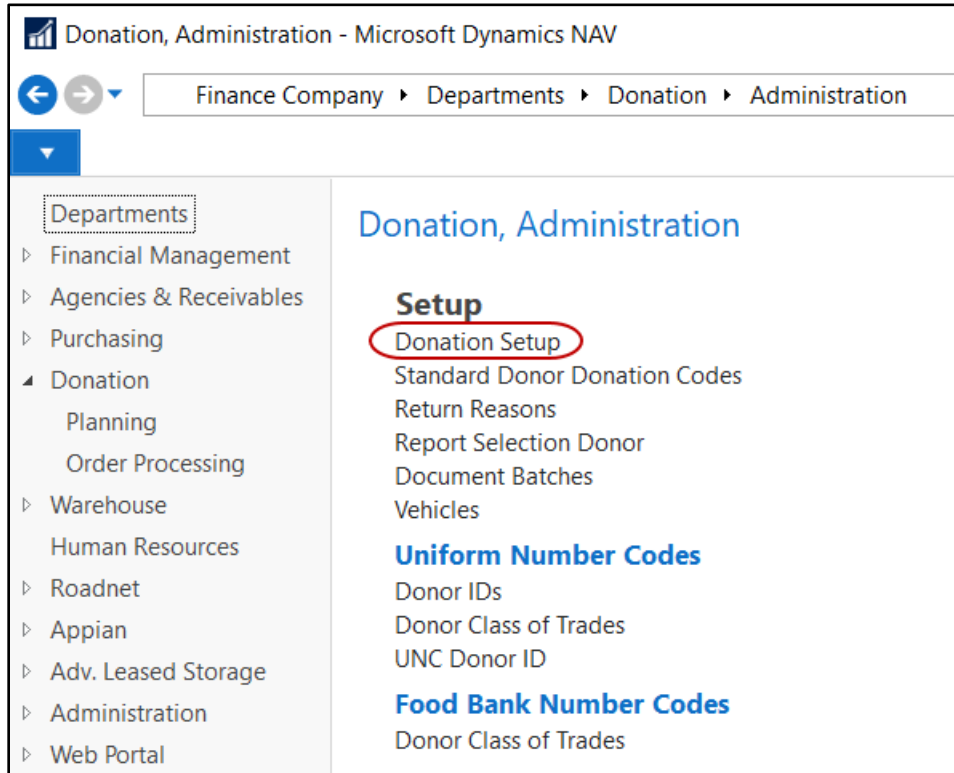 Donation, Administration - Microsoft Dynamics NAV
Finance Company ▸ Departments ▸ Donation ▸ Administration
Departments
Financial Management
Agencies & Receivables
Purchasing
Donation
Planning
Order Processing
Warehouse
Human Resources
Roadnet
Appian
Adv. Leased Storage
Administration
Web Portal
Donation, Administration
Setup
Donation Setup
Standard Donor Donation Codes
Return Reasons
Report Selection Donor
Document Batches
Vehicles
Uniform Number Codes
Donor IDs
Donor Class of Trades
UNC Donor ID
Food Bank Number Codes
Donor Class of Trades